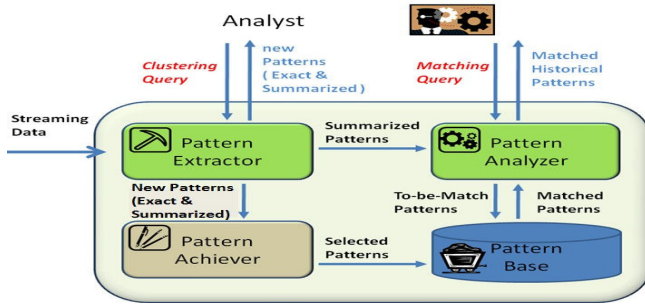 Analyst
Clustering
Query
new
Patterns
( Exact &
Summarized )
Matching
Query
Matched
Historical
Patterns
Streaming
Data
Pattern
Extractor
Summarized
Patterns
Pattern
Analyzer
New Patterns
(Exact &
Summarized)
To-be-Match
Patterns
Matched
Patterns
Pattern
Achiever
Selected
Patterns
Pattern
Base